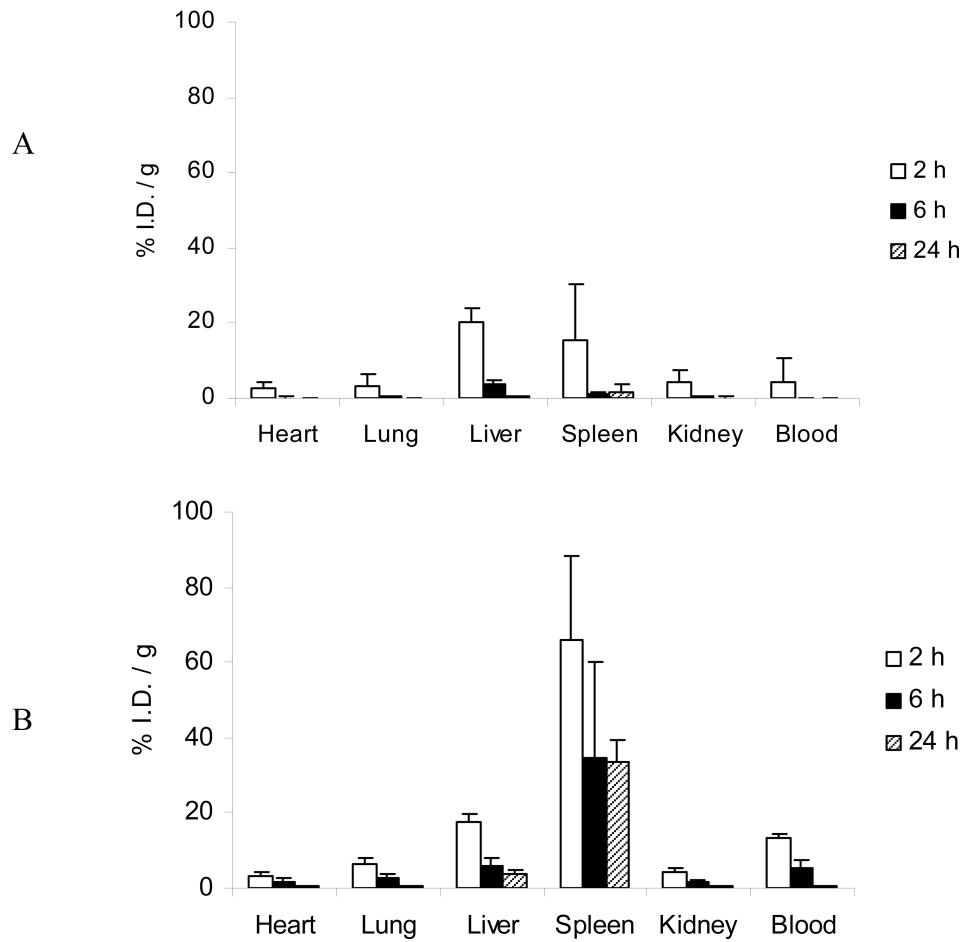 A
% I.D. / g
100
80
60
40
20
0
Heart Lung Liver Spleen Kidney Blood
2 h
6 h
24 h
B
% I.D. / g
100
80
60
40
20
0
Heart Lung Liver Spleen Kidney Blood
2 h
6 h
24 h